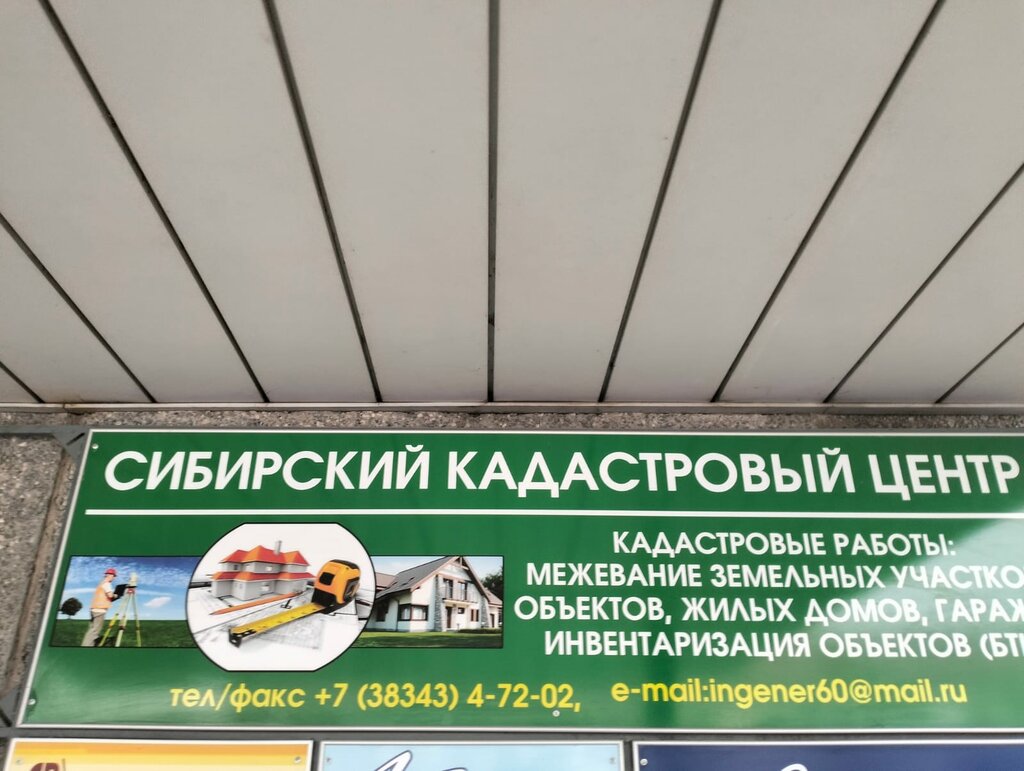 СИБИРСКИЙ КАДАСТРОВЫЙ ЦЕНТР
КАДАСТРОВЫЕ РАБОТЫ:
МЕЖЕВАНИЕ ЗЕМЕЛЬНЫХ УЧАСТКО
ОБЪЕКТОВ, ЖИЛЫХ ДОМОВ, ГАРАЖ
ИНВЕНТАРИЗАЦИЯ ОБЪЕКТОВ (БТ
тел/факс +7 (38343) 4-72-02, e-mail:ingener60@mail.ru